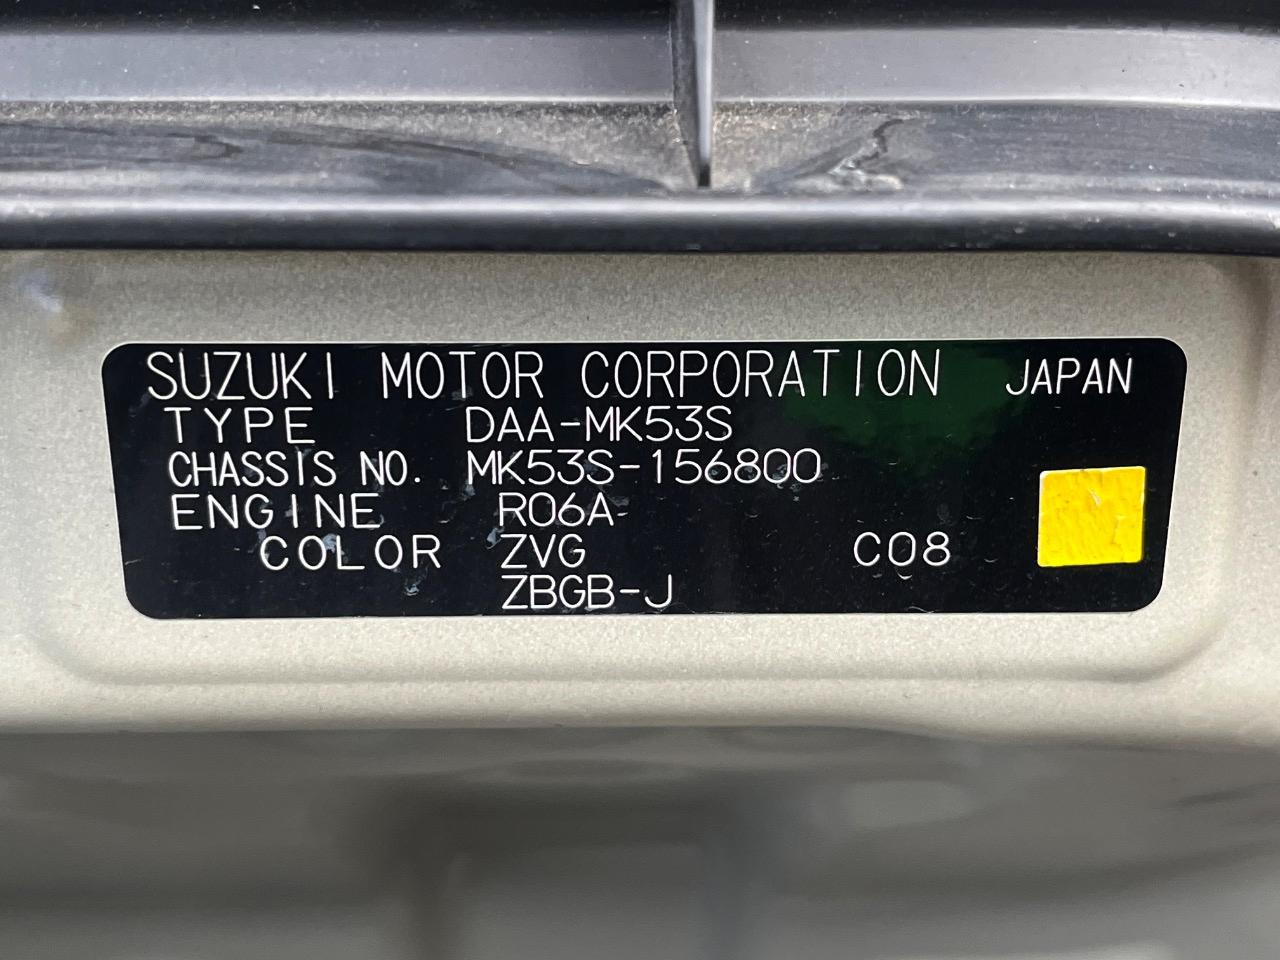 SUZUKI MOTOR CORPORATION JAPAN
TYPE DAA-MK53S
CHASSIS NO. MK53S-156800
ENGINE R06A
COLOR ZVG C08
ZBGB-J